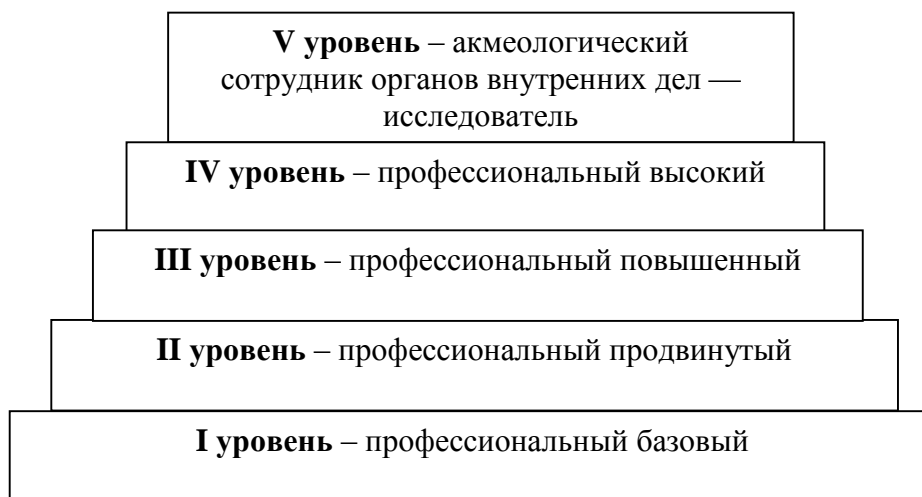 V уровень – акмеологический
сотрудник органов внутренних дел —
исследователь
IV уровень – профессиональный высокий
III уровень – профессиональный повышенный
II уровень – профессиональный продвинутый
I уровень – профессиональный базовый